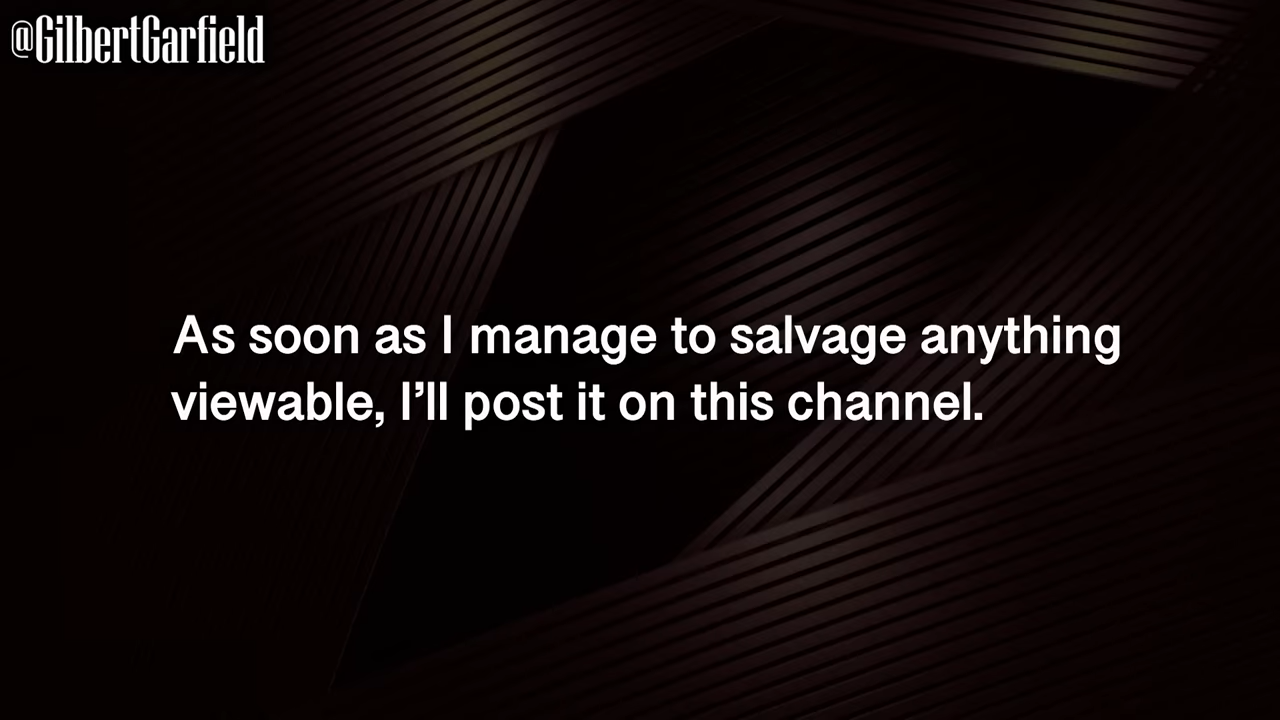 @GilbertGarfield
As soon as I manage to salvage anything
viewable, I’ll post it on this channel.